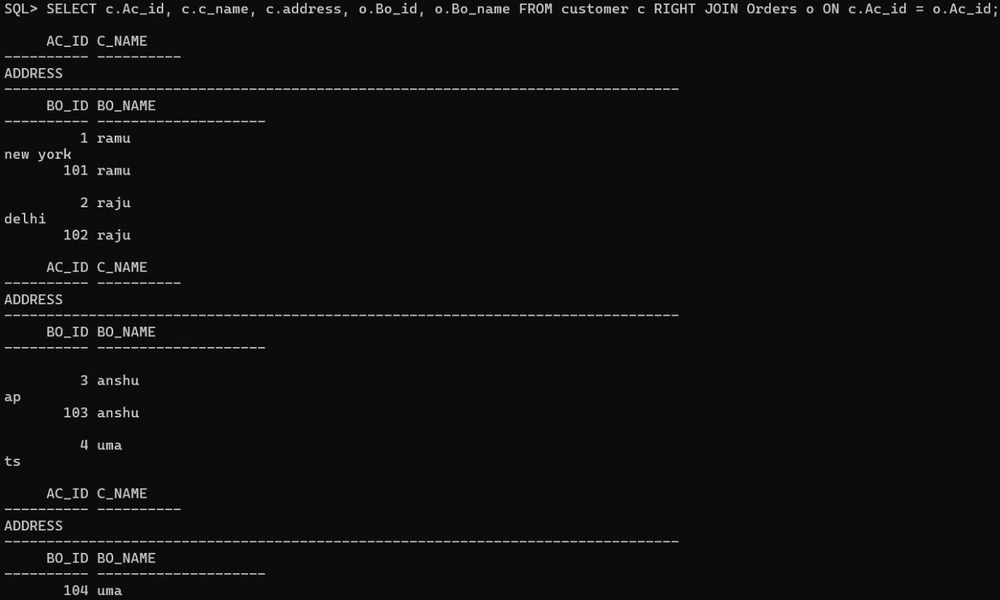 SQL> SELECT c.Ac_id, c.c_name, c.address, o.Bo_id, o.Bo_name FROM customer c RIGHT JOIN Orders o ON c.Ac_id = o.Ac_id;
     AC_ID C_NAME
---------- ----------
ADDRESS
--------------------------------------------------------------------------------
     BO_ID BO_NAME
---------- --------------------
         1 ramu
new york
       101 ramu
         2 raju
delhi
       102 raju
     AC_ID C_NAME
---------- ----------
ADDRESS
--------------------------------------------------------------------------------
     BO_ID BO_NAME
---------- --------------------
         3 anshu
ap
       103 anshu
         4 uma
ts
     AC_ID C_NAME
---------- ----------
ADDRESS
--------------------------------------------------------------------------------
     BO_ID BO_NAME
---------- --------------------
       104 uma